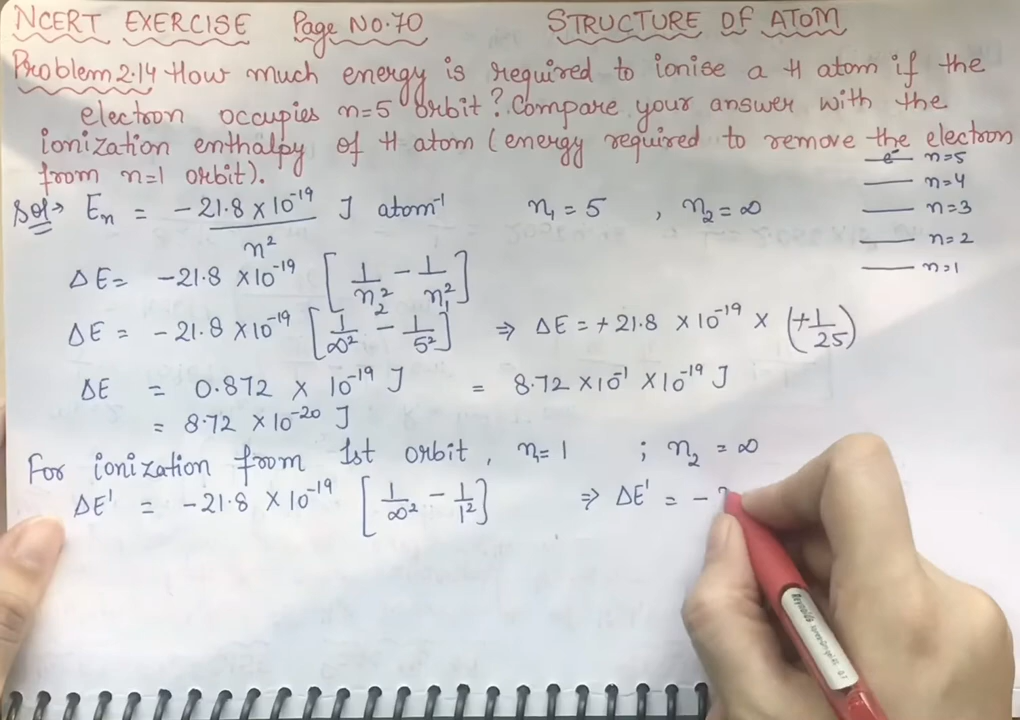 NCERT EXERCISE Page NO.70 STRUCTURE OF ATOM
Problem 2.14 How much energy is required to ionise a H atom if the
electron occupies n=5 orbit? Compare your answer with the
ionization enthalpy of H atom (energy required to remove the electron
from n=1 orbit).
e⁻ n=5
n=4
n=3
n=2
n=1
Sol→ Eₙ = -21.8 × 10⁻¹⁹ / n² J atom⁻¹ n₁ = 5 , n₂ = ∞
ΔE = -21.8 × 10⁻¹⁹ [1/n₂² - 1/n₁²]
ΔE = -21.8 × 10⁻¹⁹ [1/∞² - 1/5²] ⇒ ΔE = +21.8 × 10⁻¹⁹ × (+1/25)
ΔE = 0.872 × 10⁻¹⁹ J = 8.72 × 10⁻¹ × 10⁻¹⁹ J
= 8.72 × 10⁻²⁰ J
For ionization from 1st orbit, n₁=1 ; n₂ = ∞
ΔE' = -21.8 × 10⁻¹⁹ [1/∞² - 1/1²] ⇒ ΔE' = -
Reynolds